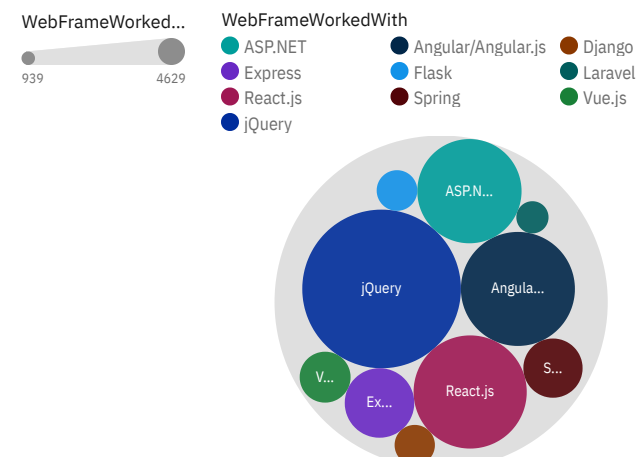 WebFrameWorked...
939 4629
WebFrameWorkedWith
ASP.NET Angular/Angular.js Django
Express Flask Laravel
React.js Spring Vue.js
jQuery
ASP.N...
jQuery Angula...
S...
V... React.js
Ex...